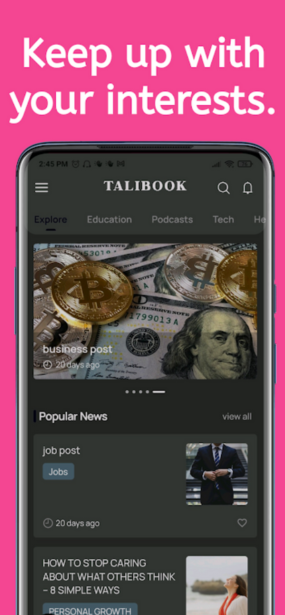 Keep up with
your interests.
2:45 PM
TALIBOOK
Explore Education Podcasts Tech He
business post
20 days ago
Popular News view all
job post
Jobs
20 days ago
HOW TO STOP CARING
ABOUT WHAT OTHERS THINK
– 8 SIMPLE WAYS
PERSONAL GROWTH